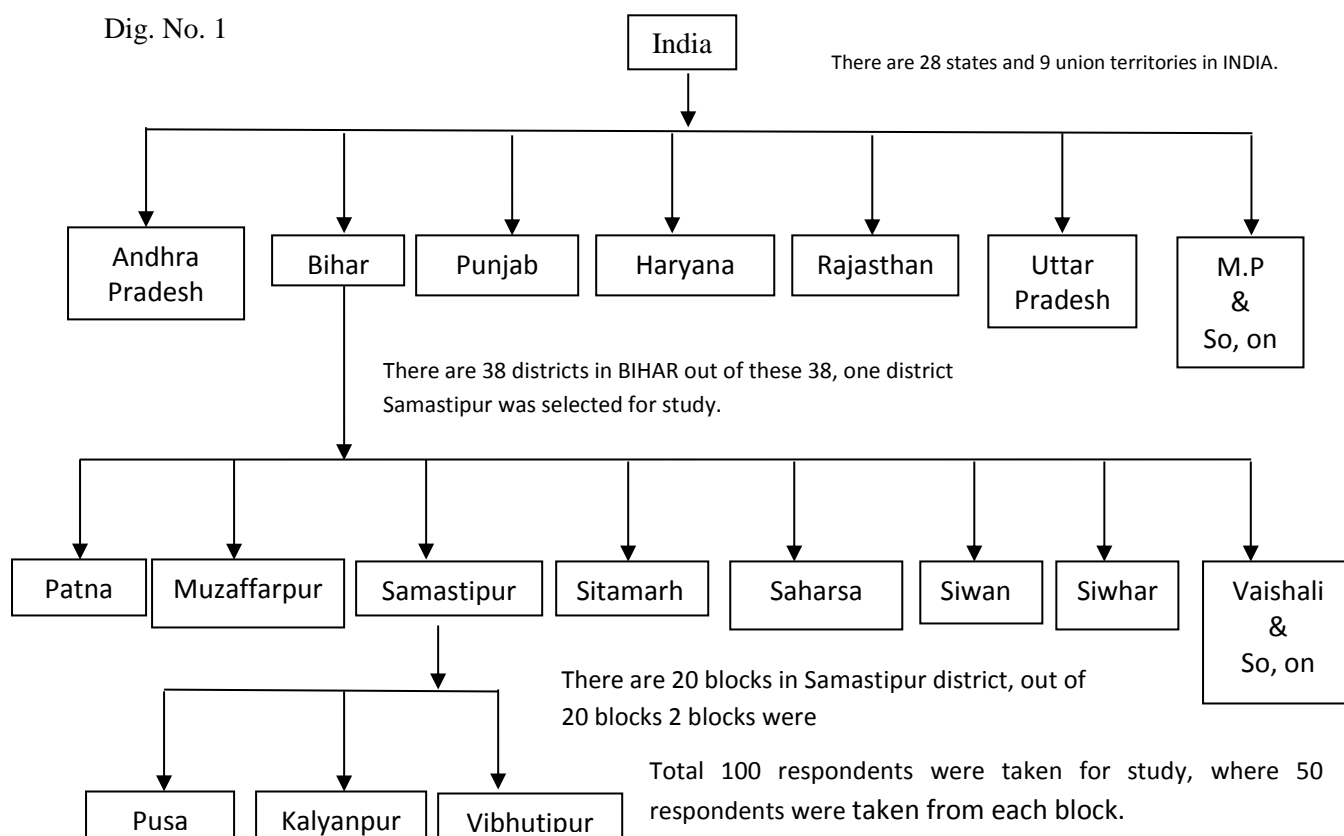 Dig. No. 1
India
There are 28 states and 9 union territories in INDIA.
Andhra
Pradesh
Bihar
Punjab
Haryana
Rajasthan
Uttar
Pradesh
M.P
&
So, on
There are 38 districts in BIHAR out of these 38, one district
Samastipur was selected for study.
Patna
Muzaffarpur
Samastipur
Sitamarh
Saharsa
Siwan
Siwhar
Vaishali
&
So, on
There are 20 blocks in Samastipur district, out of
20 blocks 2 blocks were
Total 100 respondents were taken for study, where 50
respondents were taken from each block.
Pusa
Kalyanpur
Vibhutipur